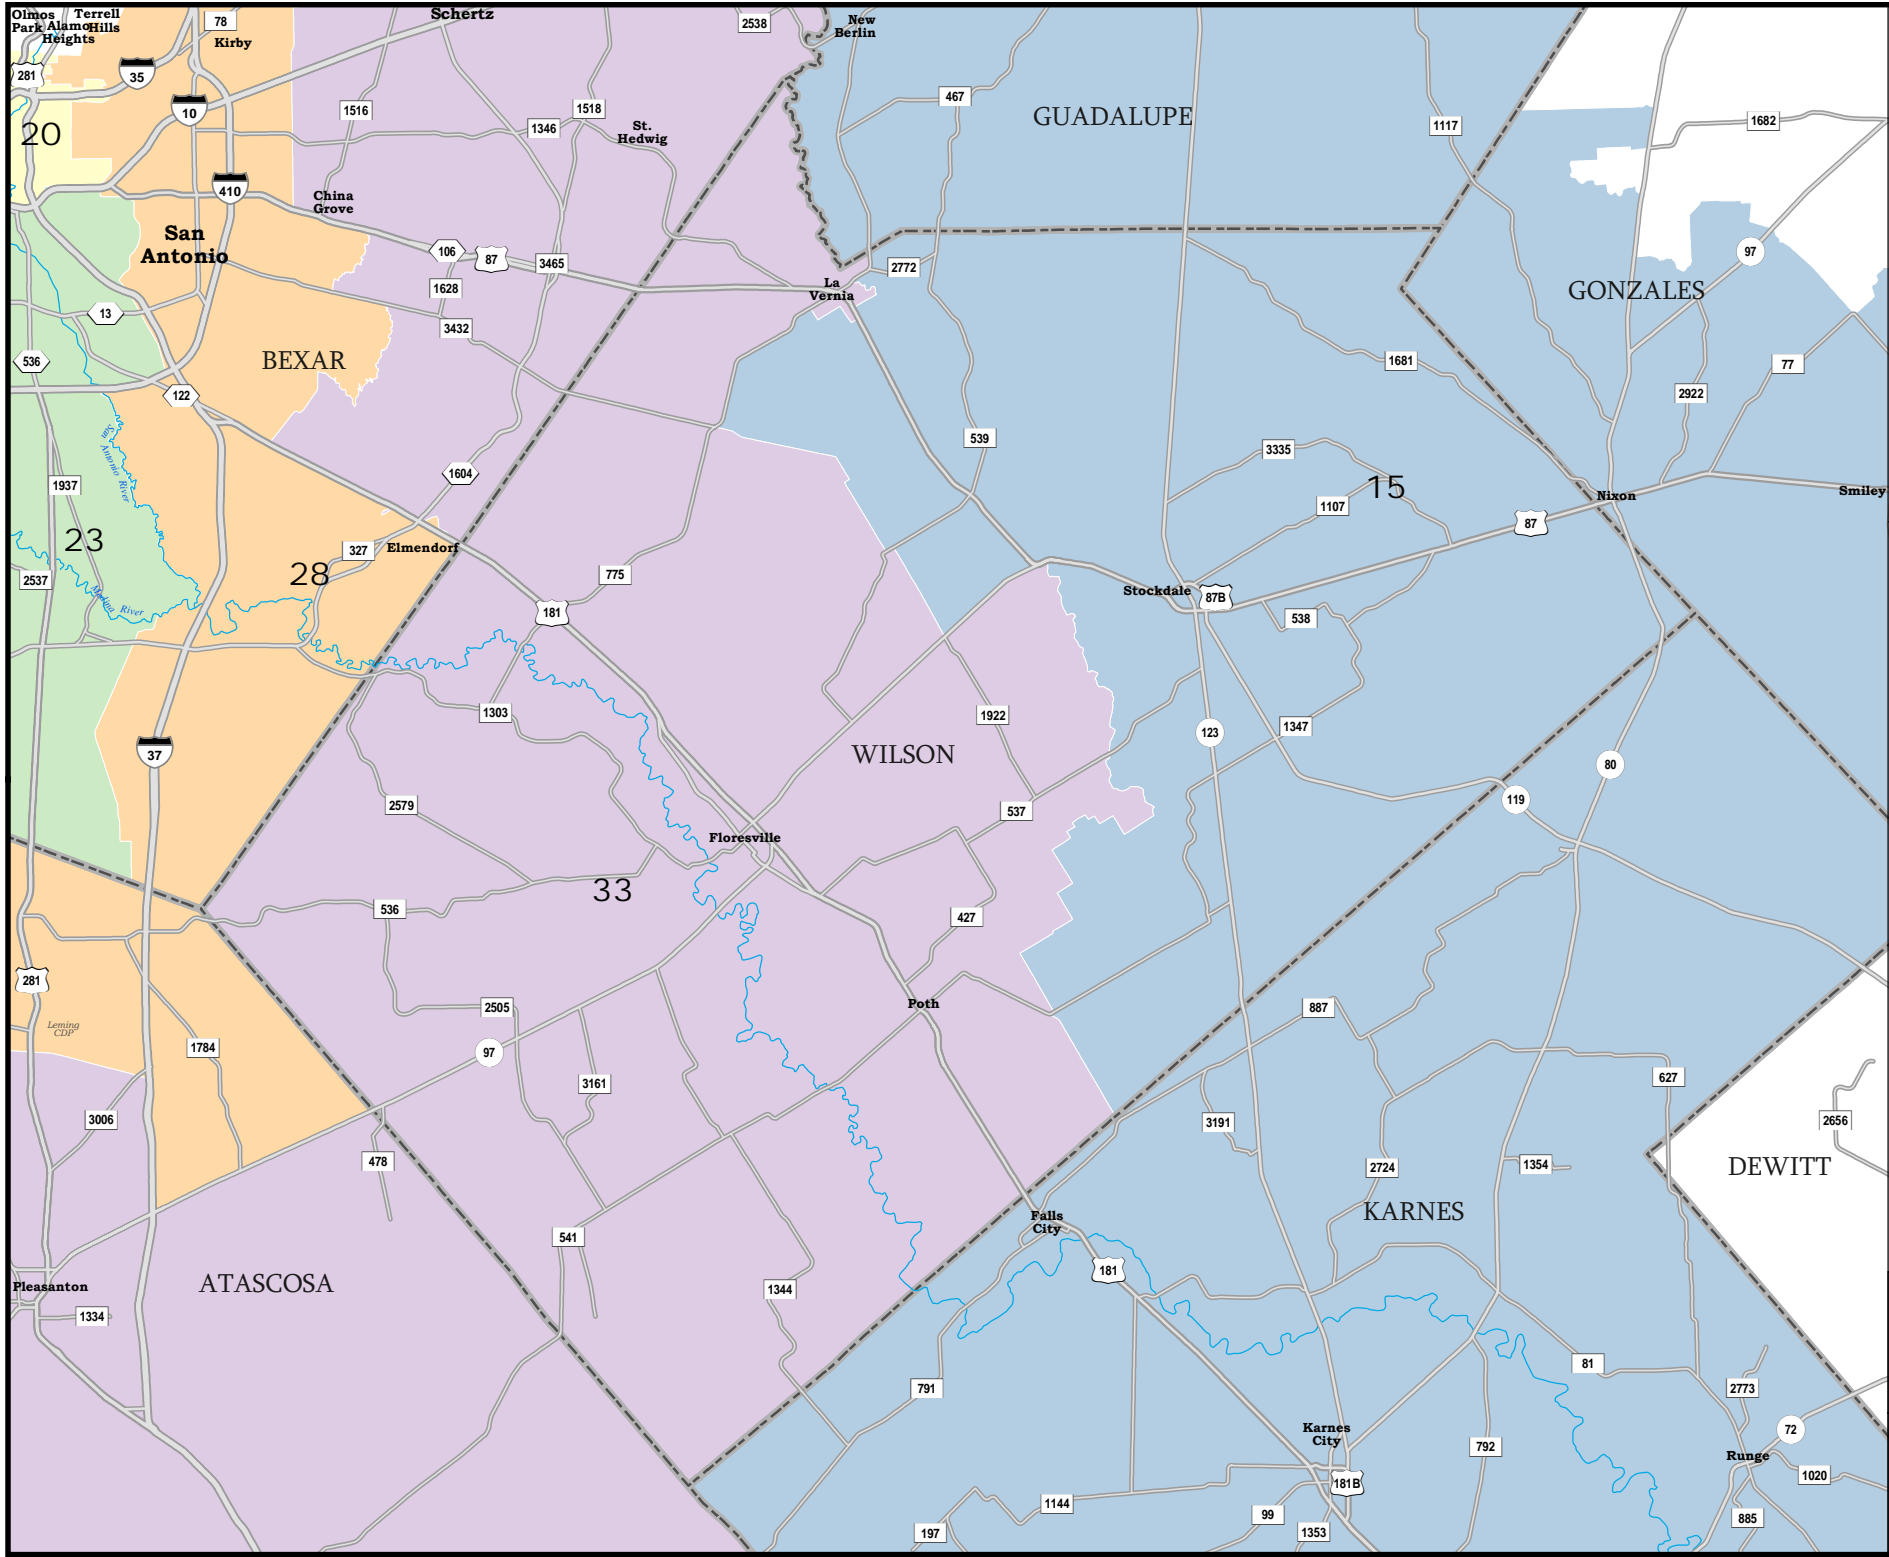 Olmos
Park
Alamo
Heights
Terrell
Hills
78
Kirby
Schertz
2538
New
Berlin
281
35
10
1516
1518
1346
St.
Hedwig
467
GUADALUPE
1117
1682
20
410
China
Grove
San
Antonio
106
87
3465
1628
3432
La
Vernia
2772
97
GONZALES
13
536
BEXAR
122
1681
77
2922
539
3335
15
1107
1604
San
Antonio River
1937
23
2537
Medina River
28
327
Elmendorf
775
181
Nixon
Smiley
87
Stockdale
87B
538
1303
1922
WILSON
123
1347
80
119
37
2579
537
Floresville
33
536
427
281
Leming
CDP
1784
2505
97
Poth
887
3161
627
3006
478
3191
2724
1354
2656
DEWITT
KARNES
Falls
City
541
181
Pleasanton
ATASCOSA
1334
1344
791
81
2773
72
Karnes
City
792
Runge
1020
181B
1144
99
197
1353
885